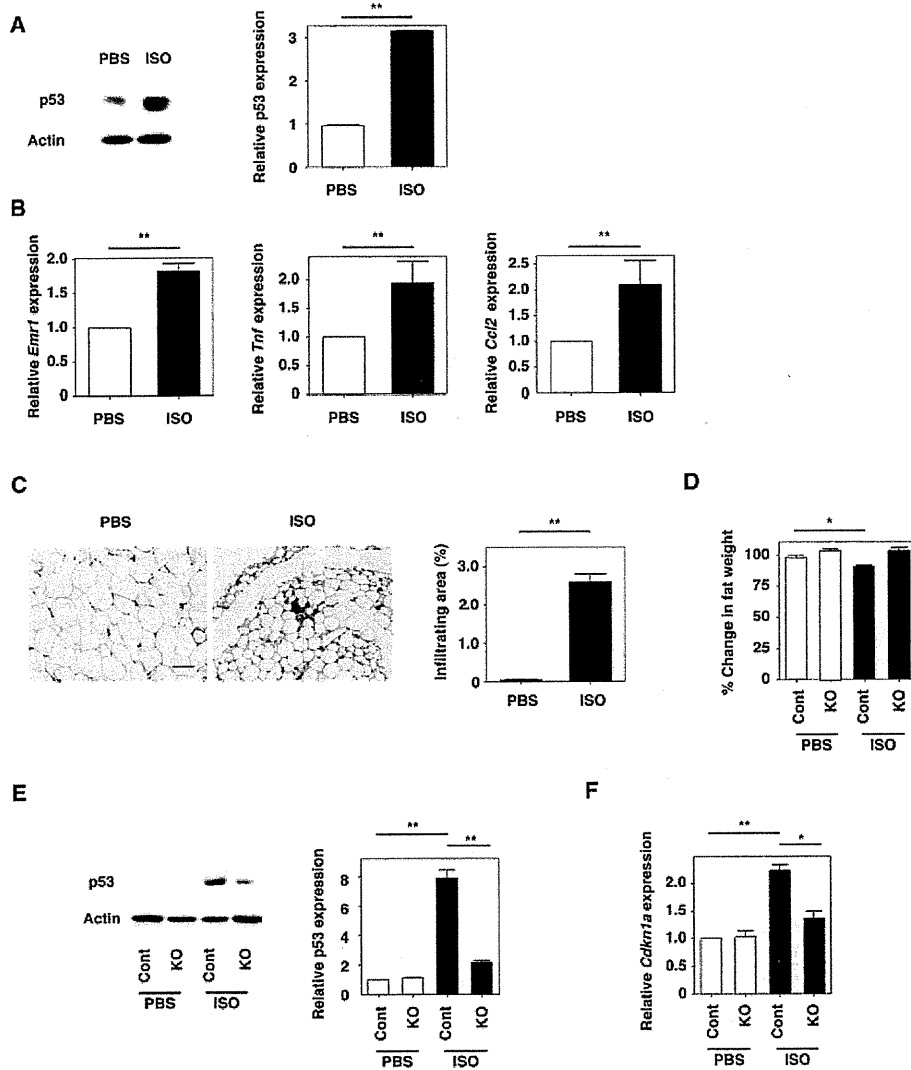 A
PBS ISO
p53
Actin
**
Relative p53 expression
3
2
1
0
PBS ISO
B
**
Relative Emr1 expression
2.0
1.5
1.0
0.5
0
PBS ISO
**
Relative Tnf expression
2.0
1.5
1.0
0.5
0
PBS ISO
**
Relative Ccl2 expression
2.5
2.0
1.5
1.0
0.5
0
PBS ISO
C
PBS ISO
**
Infiltrating area (%)
3.0
2.0
1.0
0
PBS ISO
D
*
% Change in fat weight
100
75
50
25
0
Cont KO Cont KO
PBS ISO
E
p53
Actin
Cont KO Cont KO
PBS ISO
** **
Relative p53 expression
8
6
4
2
0
Cont KO Cont KO
PBS ISO
F
** *
Relative Cdkn1a expression
2.0
1.5
1.0
0.5
0
Cont KO Cont KO
PBS ISO